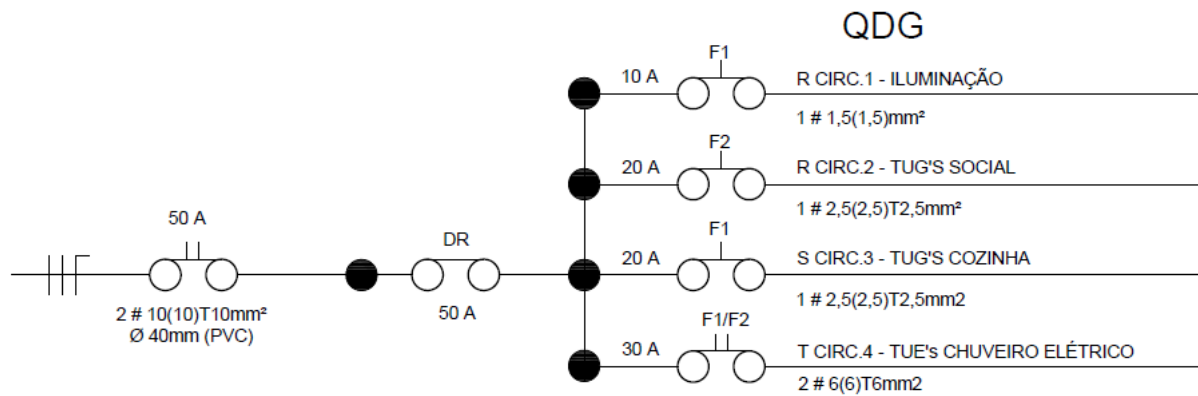 QDG
F1
10 A
R CIRC.1 - ILUMINAÇÃO
1 # 1,5(1,5)mm²
F2
20 A
R CIRC.2 - TUG'S SOCIAL
1 # 2,5(2,5)T2,5mm²
50 A
2 # 10(10)T10mm²
Ø 40mm (PVC)
DR
50 A
F1
20 A
S CIRC.3 - TUG'S COZINHA
1 # 2,5(2,5)T2,5mm2
F1/F2
30 A
T CIRC.4 - TUE's CHUVEIRO ELÉTRICO
2 # 6(6)T6mm2